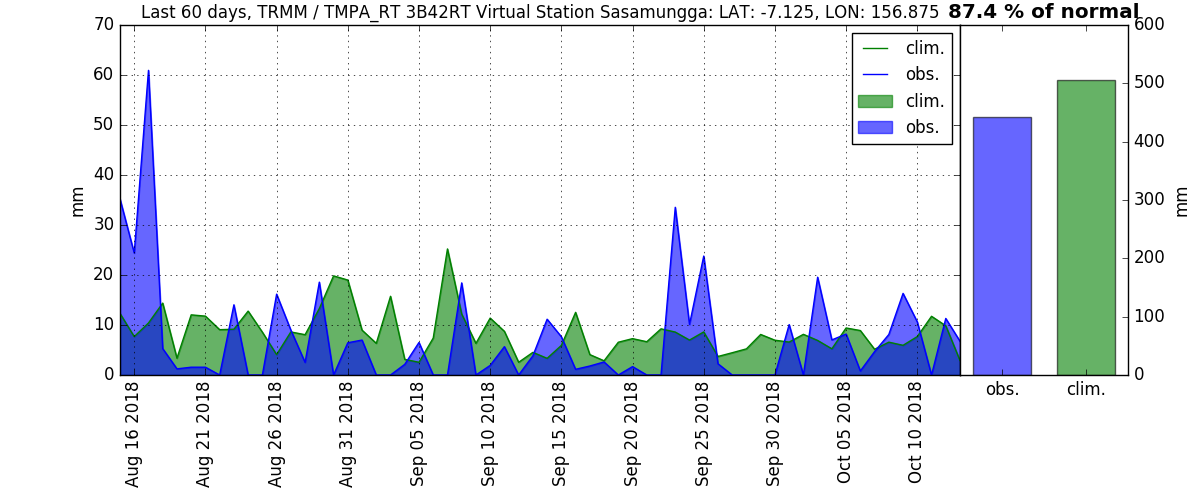 Last 60 days, TRMM / TMPA_RT 3B42RT Virtual Station Sasamungga: LAT: -7.125, LON: 156.875
87.4 % of normal
clim.
obs.
clim.
obs.
70
60
50
40
30
20
10
0
mm
Aug 16 2018
Aug 21 2018
Aug 26 2018
Aug 31 2018
Sep 05 2018
Sep 10 2018
Sep 15 2018
Sep 20 2018
Sep 25 2018
Sep 30 2018
Oct 05 2018
Oct 10 2018
600
500
400
300
200
100
0
mm
obs.
clim.